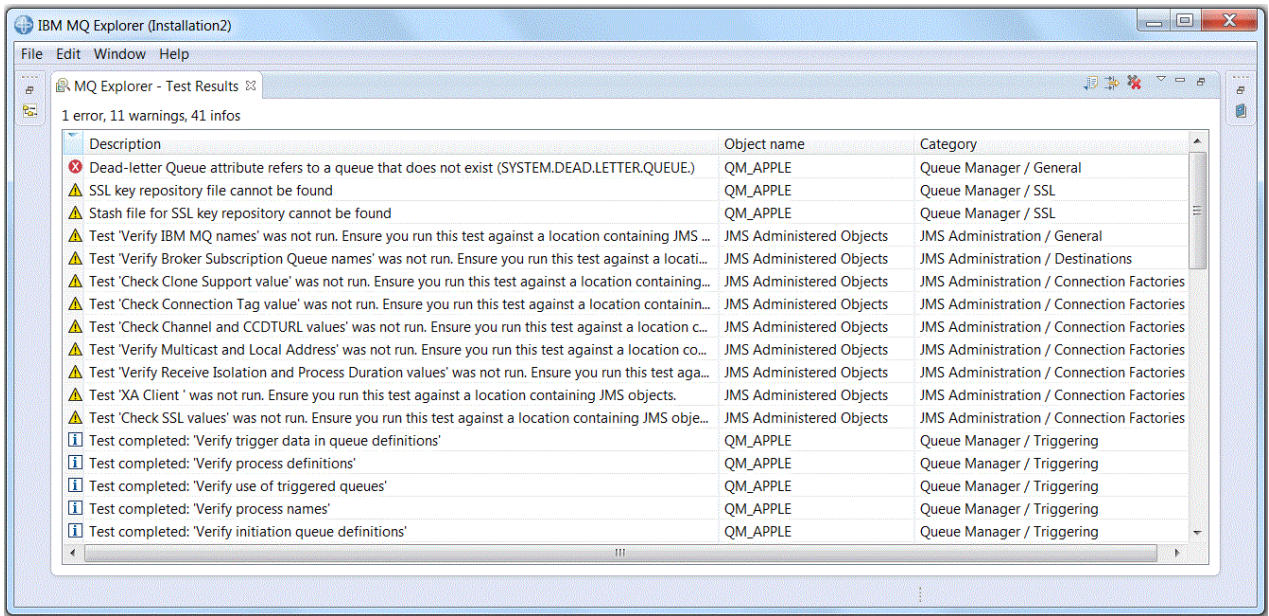 IBM MQ Explorer (Installation2)
File Edit Window Help
MQ Explorer - Test Results
1 error, 11 warnings, 41 infos
Description Object name Category
Dead-letter Queue attribute refers to a queue that does not exist (SYSTEM.DEAD.LETTER.QUEUE.) QM_APPLE Queue Manager / General
SSL key repository file cannot be found QM_APPLE Queue Manager / SSL
Stash file for SSL key repository cannot be found QM_APPLE Queue Manager / SSL
Test 'Verify IBM MQ names' was not run. Ensure you run this test against a location containing JMS ... JMS Administered Objects JMS Administration / General
Test 'Verify Broker Subscription Queue names' was not run. Ensure you run this test against a locati... JMS Administered Objects JMS Administration / Destinations
Test 'Check Clone Support value' was not run. Ensure you run this test against a location containing... JMS Administered Objects JMS Administration / Connection Factories
Test 'Check Connection Tag value' was not run. Ensure you run this test against a location containin... JMS Administered Objects JMS Administration / Connection Factories
Test 'Check Channel and CCDTURL values' was not run. Ensure you run this test against a location c... JMS Administered Objects JMS Administration / Connection Factories
Test 'Verify Multicast and Local Address' was not run. Ensure you run this test against a location co... JMS Administered Objects JMS Administration / Connection Factories
Test 'Verify Receive Isolation and Process Duration values' was not run. Ensure you run this test aga... JMS Administered Objects JMS Administration / Connection Factories
Test 'XA Client ' was not run. Ensure you run this test against a location containing JMS objects. JMS Administered Objects JMS Administration / Connection Factories
Test 'Check SSL values' was not run. Ensure you run this test against a location containing JMS obje... JMS Administered Objects JMS Administration / Connection Factories
Test completed: 'Verify trigger data in queue definitions' QM_APPLE Queue Manager / Triggering
Test completed: 'Verify process definitions' QM_APPLE Queue Manager / Triggering
Test completed: 'Verify use of triggered queues' QM_APPLE Queue Manager / Triggering
Test completed: 'Verify process names' QM_APPLE Queue Manager / Triggering
Test completed: 'Verify initiation queue definitions' QM_APPLE Queue Manager / Triggering